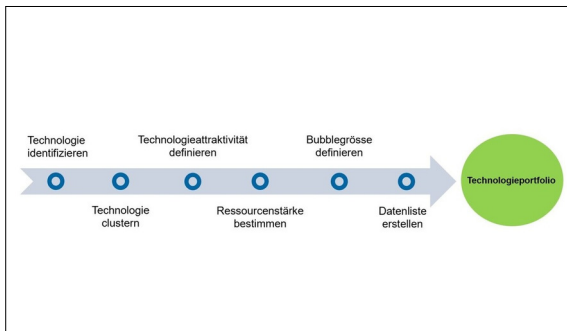 Technologie
identifizieren
Technologie
clustern
Technologieattraktivität
definieren
Ressourcenstärke
bestimmen
Bubblegrösse
definieren
Datenliste
erstellen
Technologieportfolio